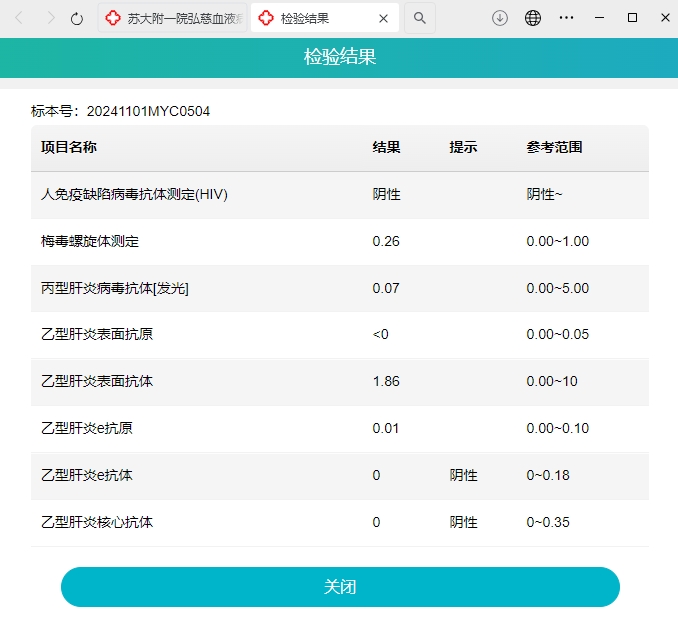 苏大附一院弘慈血液 检验结果
检验结果
标本号：20241101MYC0504
项目名称 结果 提示 参考范围
人免疫缺陷病毒抗体测定(HIV) 阴性 阴性~
梅毒螺旋体测定 0.26 0.00~1.00
丙型肝炎病毒抗体[发光] 0.07 0.00~5.00
乙型肝炎表面抗原 <0 0.00~0.05
乙型肝炎表面抗体 1.86 0.00~10
乙型肝炎e抗原 0.01 0.00~0.10
乙型肝炎e抗体 0 阴性 0~0.18
乙型肝炎核心抗体 0 阴性 0~0.35
关闭